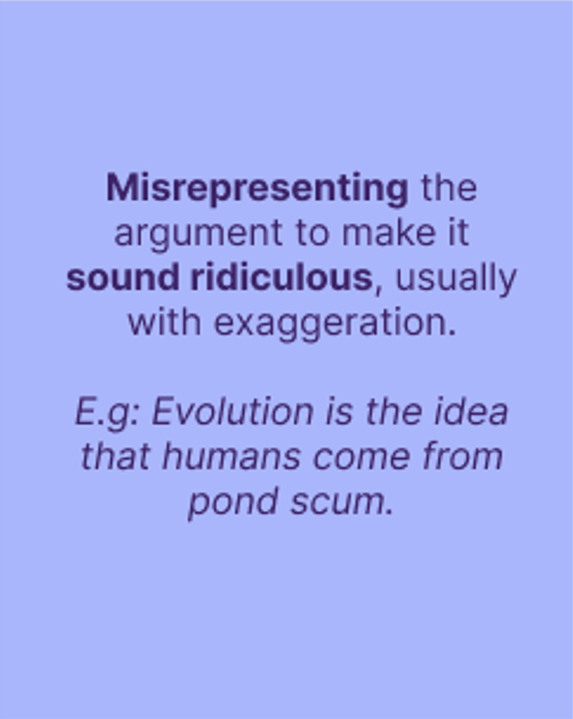 Misrepresenting the
argument to make it
sound ridiculous, usually
with exaggeration.
E.g: Evolution is the idea
that humans come from
pond scum.